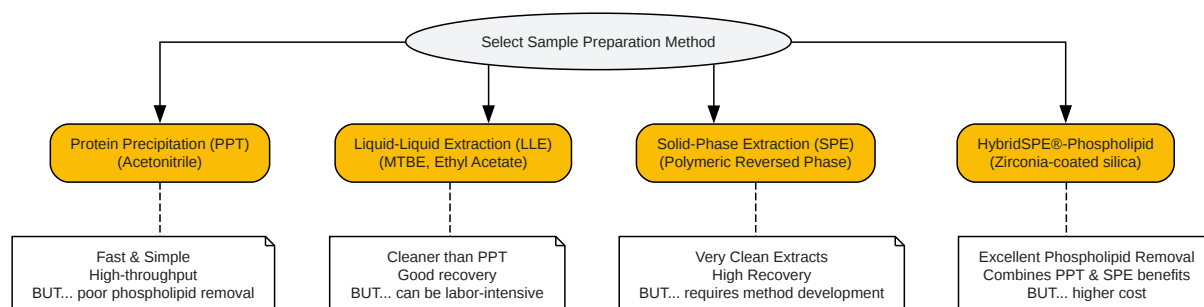 Select Sample Preparation Method
Protein Precipitation (PPT)
(Acetonitrile)
Liquid-Liquid Extraction (LLE)
(MTBE, Ethyl Acetate)
Solid-Phase Extraction (SPE)
(Polymeric Reversed Phase)
HybridSPE®-Phospholipid
(Zirconia-coated silica)
Fast & Simple
High-throughput
BUT... poor phospholipid removal
Cleaner than PPT
Good recovery
BUT... can be labor-intensive
Very Clean Extracts
High Recovery
BUT... requires method development
Excellent Phospholipid Removal
Combines PPT & SPE benefits
BUT... higher cost